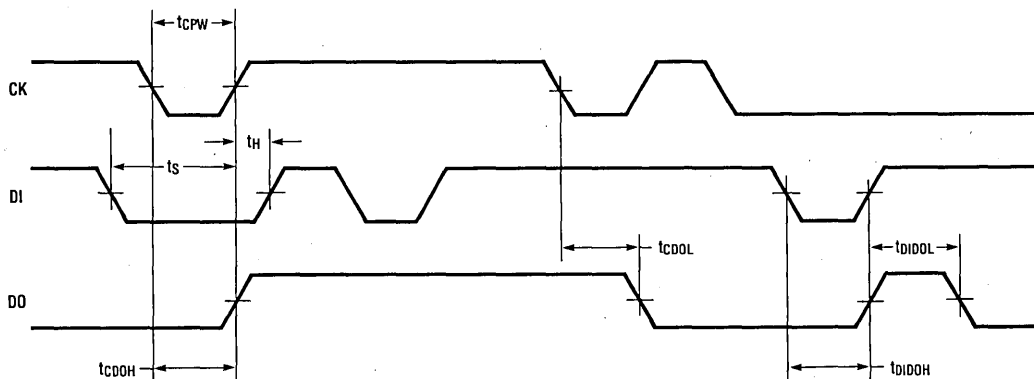 tCPW
CK
tH
tS
DI
tCDOL
tDIDOL
DO
tCDOH
tDIDOH